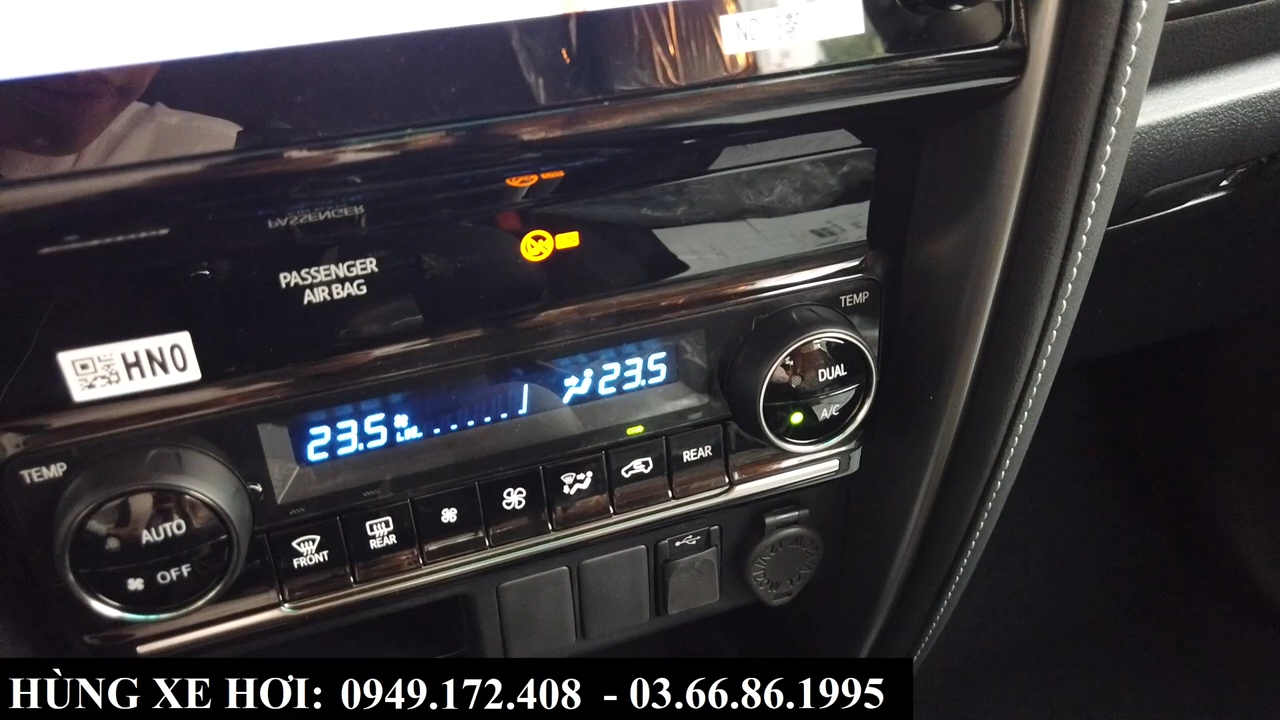 ND
PASSENGER
AIR BAG
HN0
TEMP
23.5
23.5
TEMP
DUAL
A/C
AUTO
OFF
FRONT
REAR
REAR
HÙNG XE HƠI: 0949.172.408 - 03.66.86.1995